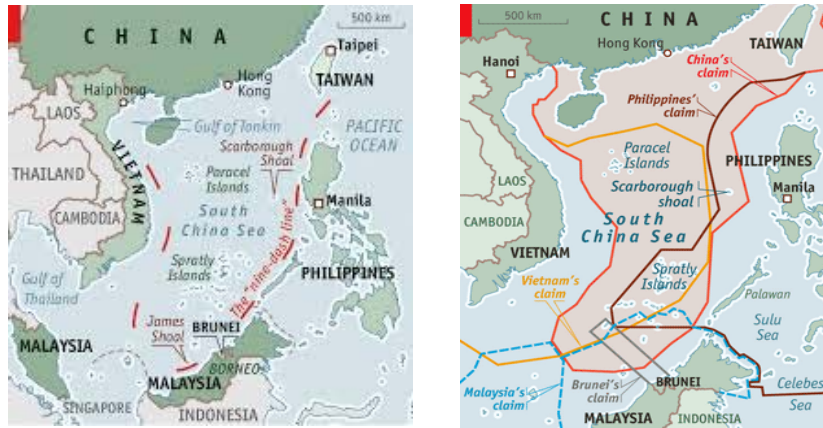 500 km
CHINA
Taipei
TAIWAN
Hong
Kong
Haiphong
LAOS
Gulf of Tonkin
PACIFIC
OCEAN
Scarborough
Shoal
VIETNAM
THAILAND
Paracel
Islands
Manila
CAMBODIA
South
China Sea
The "nine-dash line"
Spratly
Islands
PHILIPPINES
Gulf of
Thailand
James
Shoal
BRUNEI
MALAYSIA
BORNEO
MALAYSIA
SINGAPORE
INDONESIA
500 km
CHINA
Hong Kong
TAIWAN
Hanoi
China's
claim
Philippines'
claim
Paracel
Islands
PHILIPPINES
LAOS
Scarborough
shoal
Manila
CAMBODIA
South
China Sea
VIETNAM
Vietnam's
claim
Spratly
Islands
Palawan
Sulu
Sea
Malaysia's
claim
Brunei's
claim
BRUNEI
Celebes
Sea
MALAYSIA
INDONESIA